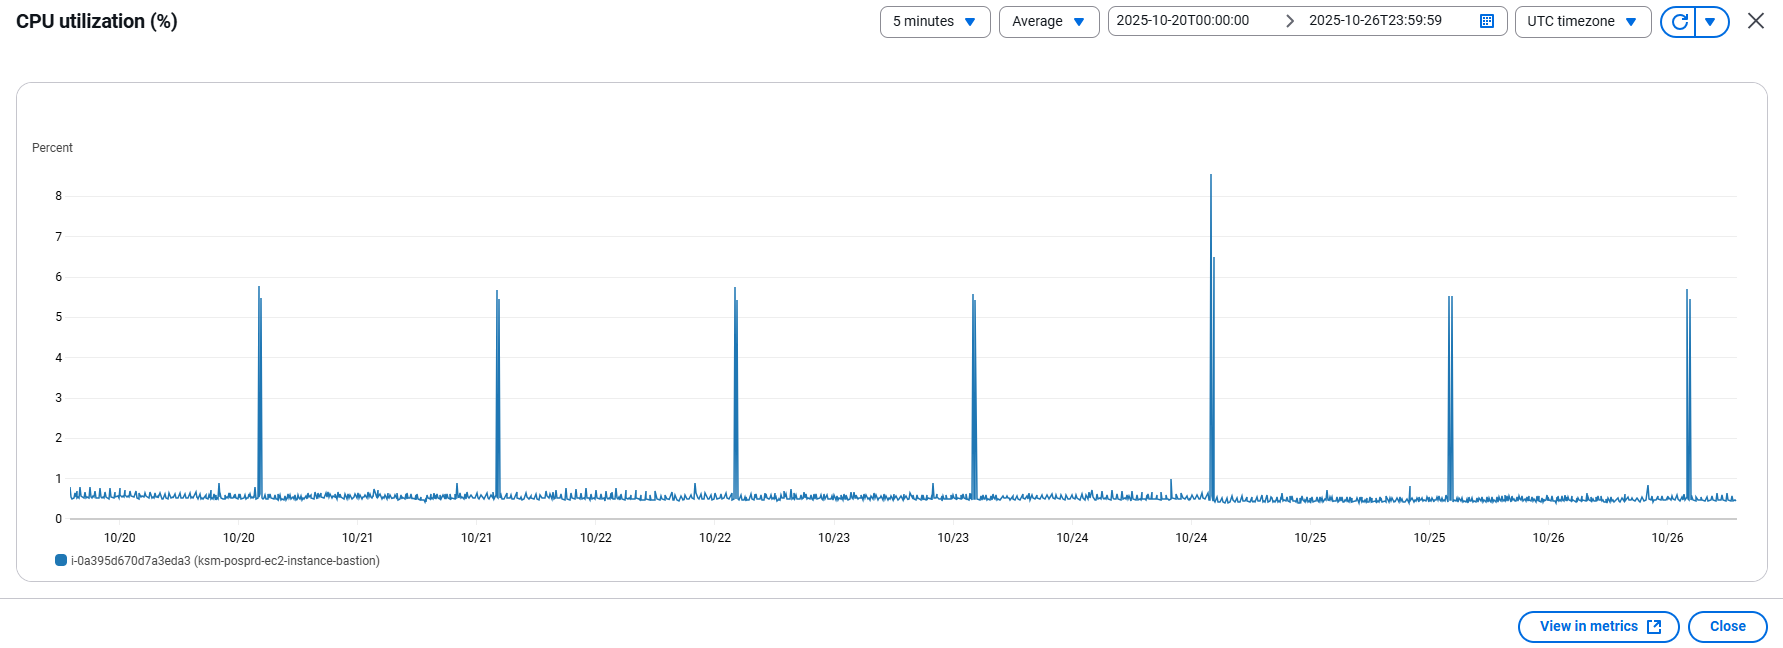 CPU utilization (%)
5 minutes
Average
2025-10-20T00:00:00
2025-10-26T23:59:59
UTC timezone
Percent
8
7
6
5
4
3
2
1
0
10/20 10/20 10/21 10/21 10/22 10/22 10/23 10/23 10/24 10/24 10/25 10/25 10/26 10/26
i-0a395d670d7a3eda3 (ksm-posprd-ec2-instance-bastion)
View in metrics
Close